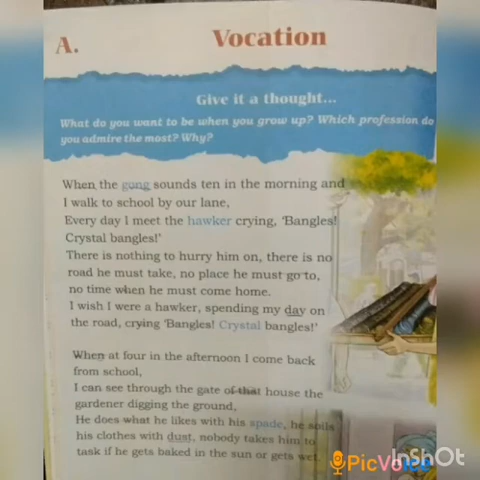 A.
Vocation
Give it a thought...
What do you want to be when you grow up? Which profession do
you admire the most? Why?
When the gong sounds ten in the morning and
I walk to school by our lane,
Every day I meet the hawker crying, 'Bangles!
Crystal bangles!'
There is nothing to hurry him on, there is no
road he must take, no place he must go to,
no time when he must come home.
I wish I were a hawker, spending my day on
the road, crying 'Bangles! Crystal bangles!'
When at four in the afternoon I come back
from school,
I can see through the gate of that house the
gardener digging the ground,
He does what he likes with his spade, he soils
his clothes with dust, nobody takes him to
task if he gets baked in the sun or gets wet.
PicVoice
InShOt